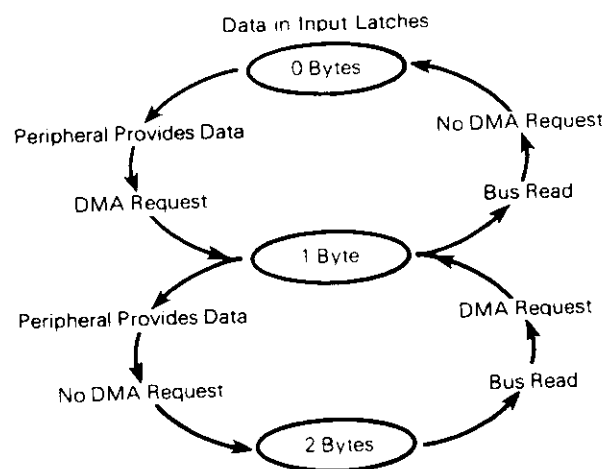 Data in Input Latches
0 Bytes
Peripheral Provides Data
No DMA Request
DMA Request
Bus Read
1 Byte
Peripheral Provides Data
DMA Request
No DMA Request
Bus Read
2 Bytes